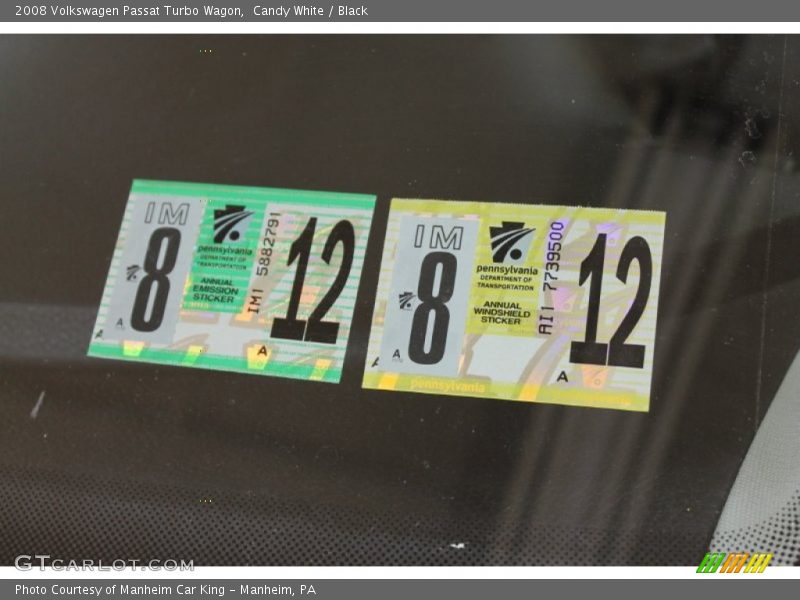 2008 Volkswagen Passat Turbo Wagon,  Candy White / Black
IM
8
A
A
pennsylvania
DEPARTMENT OF
TRANSPORTATION
ANNUAL
EMISSION
STICKER
IM1 5882791
12
A
IM
8
A
A
pennsylvania
DEPARTMENT OF
TRANSPORTATION
ANNUAL
WINDSHIELD
STICKER
AI1 7739500
12
A
pennsylvania
pennsylvania
GTCARLOT.COM
Photo Courtesy of Manheim Car King - Manheim, PA